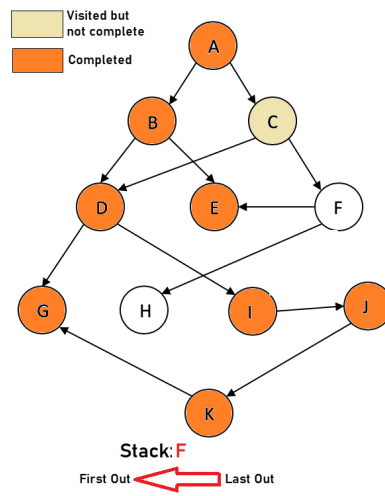 Visited but
not complete
Completed
A
B
C
D
E
F
G
H
I
J
K
Stack: F
First Out
Last Out